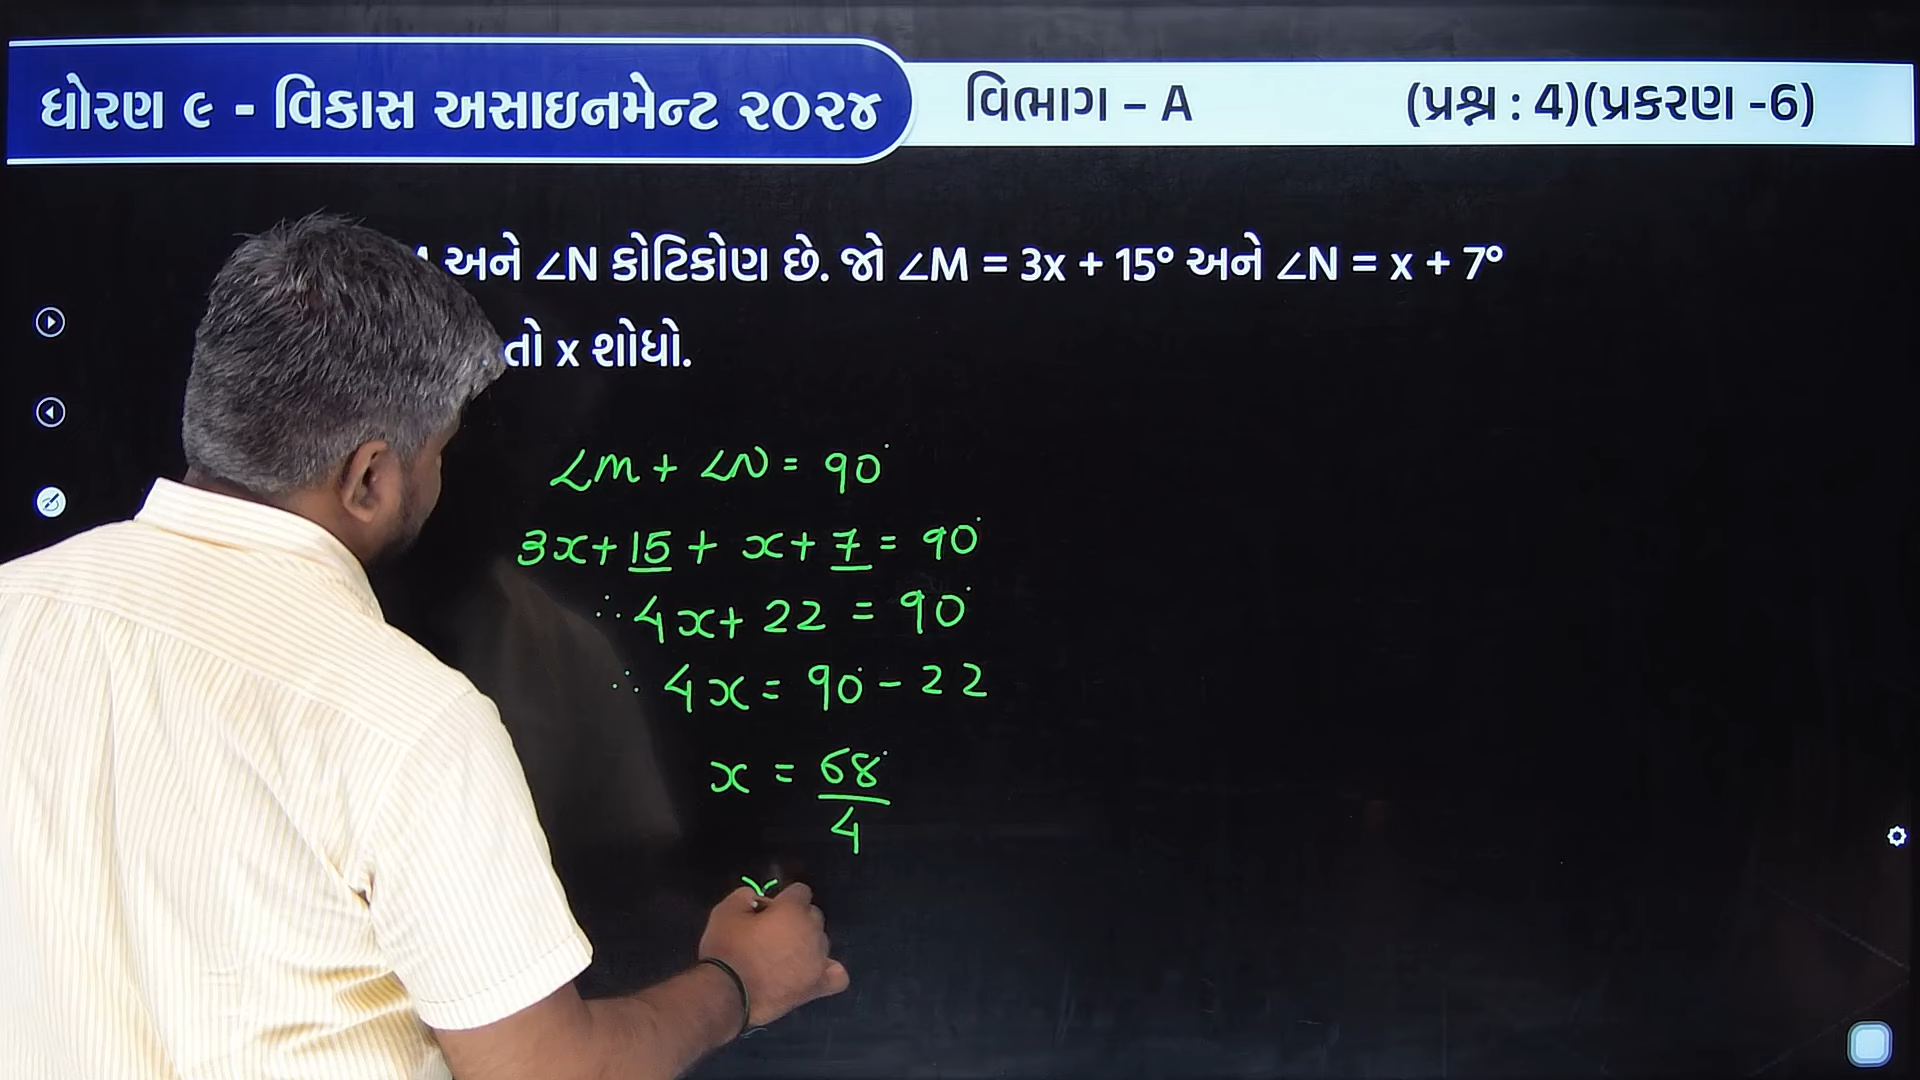 ધોરણ ૯ - વિકાસ અસાઇનમેન્ટ ૨૦૨૪
વિભાગ – A
(પ્રશ્ન : 4)(પ્રકરણ -6)
અને ∠N કોટિકોણ છે. જો ∠M = 3x + 15° અને ∠N = x + 7°
તો x શોધો.
∠M + ∠N = 90°
3x + 15 + x + 7 = 90°
∴ 4x + 22 = 90°
∴ 4x = 90° - 22
x = 68°
4